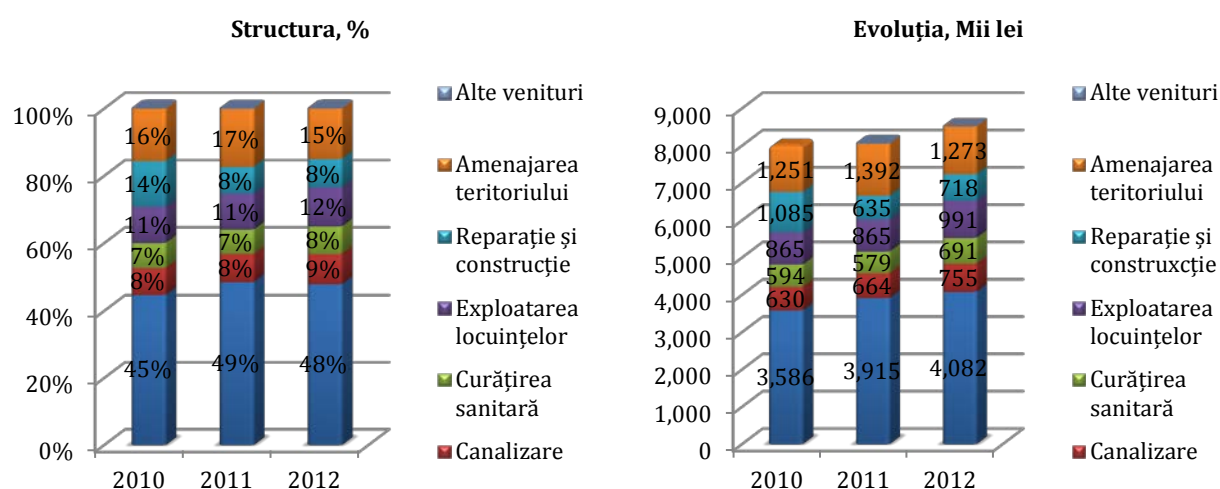 Structura, %
100%
80%
60%
40%
20%
0%
16%
17%
15%
14%
8%
8%
11%
11%
12%
7%
7%
8%
8%
8%
9%
45%
49%
48%
2010
2011
2012
Alte venituri
Amenajarea
teritoriului
Reparație și
construcție
Exploatarea
locuințelor
Curățirea
sanitară
Canalizare
Evoluția, Mii lei
9,000
8,000
7,000
6,000
5,000
4,000
3,000
2,000
1,000
0
1,251
1,392
1,273
1,085
635
718
865
865
991
594
579
691
630
664
755
3,586
3,915
4,082
2010
2011
2012
Alte venituri
Amenajarea
teritoriului
Reparație și
construxcție
Exploatarea
locuințelor
Curățirea
sanitară
Canalizare